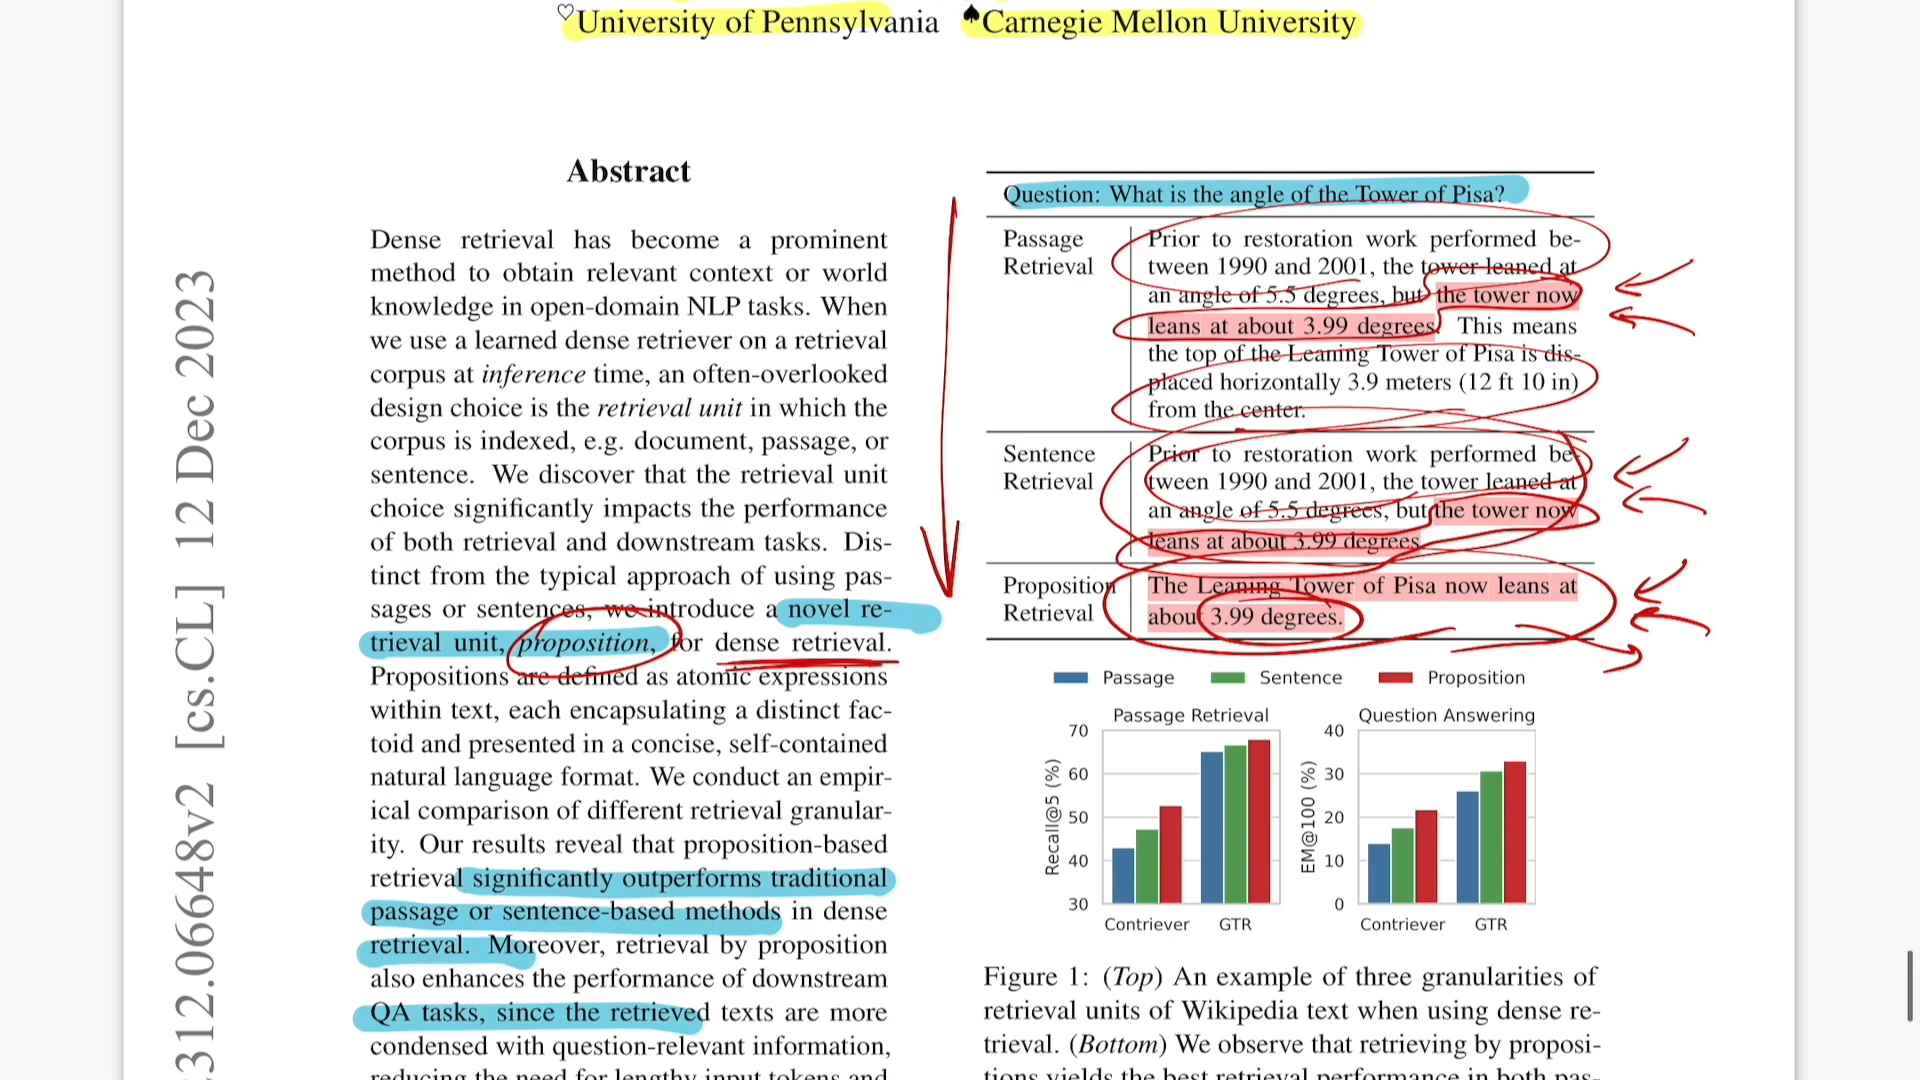 ♡University of Pennsylvania ♠Carnegie Mellon University
312.06648v2 [cs.CL] 12 Dec 2023
Abstract
Dense retrieval has become a prominent
method to obtain relevant context or world
knowledge in open-domain NLP tasks. When
we use a learned dense retriever on a retrieval
corpus at inference time, an often-overlooked
design choice is the retrieval unit in which the
corpus is indexed, e.g. document, passage, or
sentence. We discover that the retrieval unit
choice significantly impacts the performance
of both retrieval and downstream tasks. Dis-
tinct from the typical approach of using pas-
sages or sentences, we introduce a novel re-
trieval unit, proposition, for dense retrieval.
Propositions are defined as atomic expressions
within text, each encapsulating a distinct fac-
toid and presented in a concise, self-contained
natural language format. We conduct an empir-
ical comparison of different retrieval granular-
ity. Our results reveal that proposition-based
retrieval significantly outperforms traditional
passage or sentence-based methods in dense
retrieval. Moreover, retrieval by proposition
also enhances the performance of downstream
QA tasks, since the retrieved texts are more
condensed with question-relevant information,
reducing the need for lengthy input tokens and
Question: What is the angle of the Tower of Pisa?
Passage
Retrieval
Prior to restoration work performed be-
tween 1990 and 2001, the tower leaned at
an angle of 5.5 degrees, but the tower now
leans at about 3.99 degrees. This means
the top of the Leaning Tower of Pisa is dis-
placed horizontally 3.9 meters (12 ft 10 in)
from the center.
Sentence
Retrieval
Prior to restoration work performed be-
tween 1990 and 2001, the tower leaned at
an angle of 5.5 degrees, but the tower now
leans at about 3.99 degrees.
Proposition
Retrieval
The Leaning Tower of Pisa now leans at
about 3.99 degrees.
Passage Sentence Proposition
Passage Retrieval
Recall@5 (%)
70
60
50
40
30
Contriever GTR
Question Answering
EM@100 (%)
40
30
20
10
0
Contriever GTR
Figure 1: (Top) An example of three granularities of
retrieval units of Wikipedia text when using dense re-
trieval. (Bottom) We observe that retrieving by proposi-
tions yields the best retrieval performance in both pas-